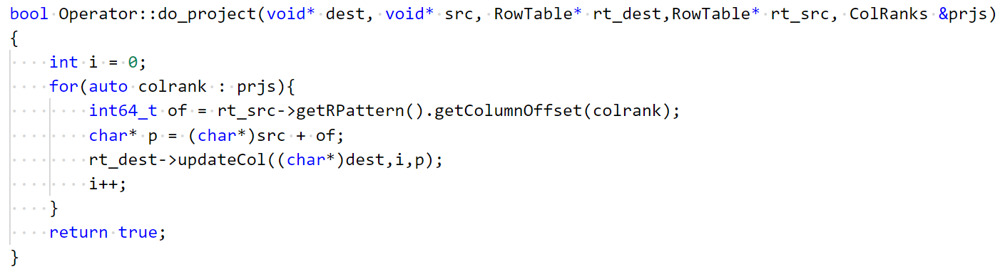 bool Operator::do_project(void* dest, void* src, RowTable* rt_dest,RowTable* rt_src, ColRanks &prjs)
{
    int i = 0;
    for(auto colrank : prjs){
        int64_t of = rt_src->getRPattern().getColumnOffset(colrank);
        char* p = (char*)src + of;
        rt_dest->updateCol((char*)dest,i,p);
        i++;
    }
    return true;
}